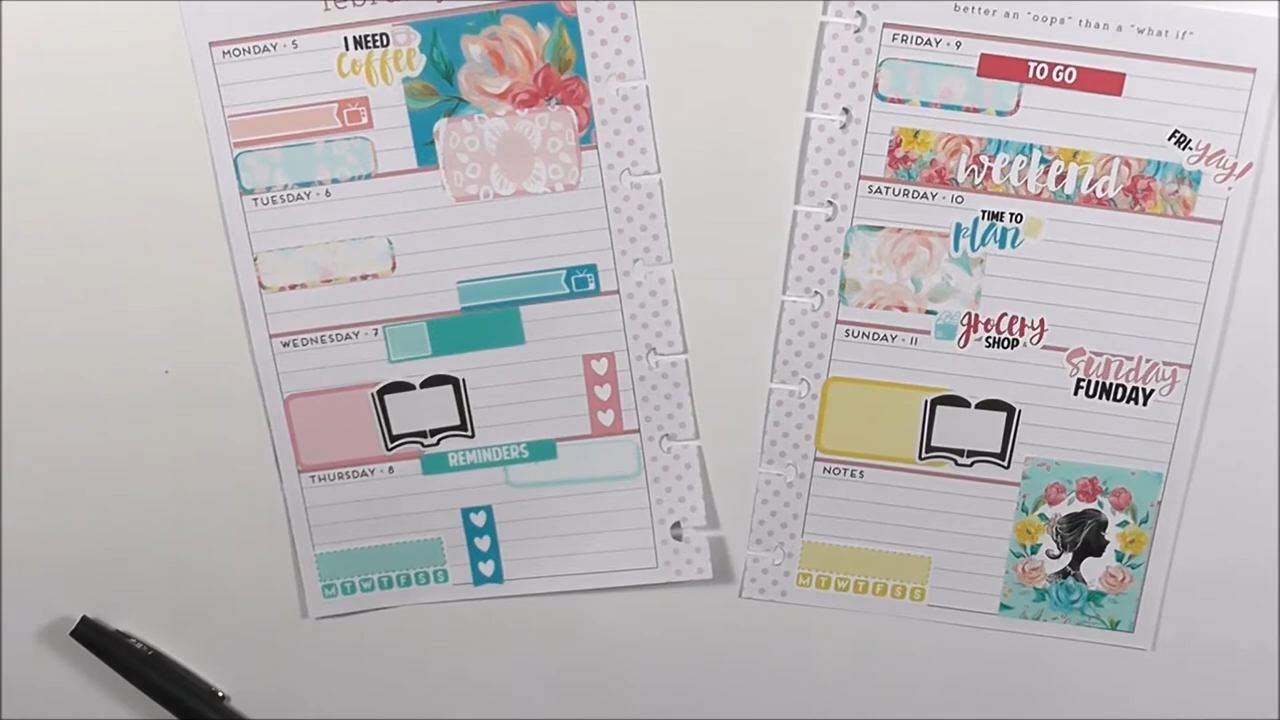 february
MONDAY · 5
I NEED
coffee
TUESDAY · 6
WEDNESDAY · 7
REMINDERS
THURSDAY · 8
M T W T F S S
better an "oops" than a "what if"
FRIDAY · 9
TO GO
FRI-yay!
weekend
SATURDAY · 10
TIME TO
plan
grocery
SHOP
SUNDAY · 11
sunday
FUNDAY
NOTES
M T W T F S S